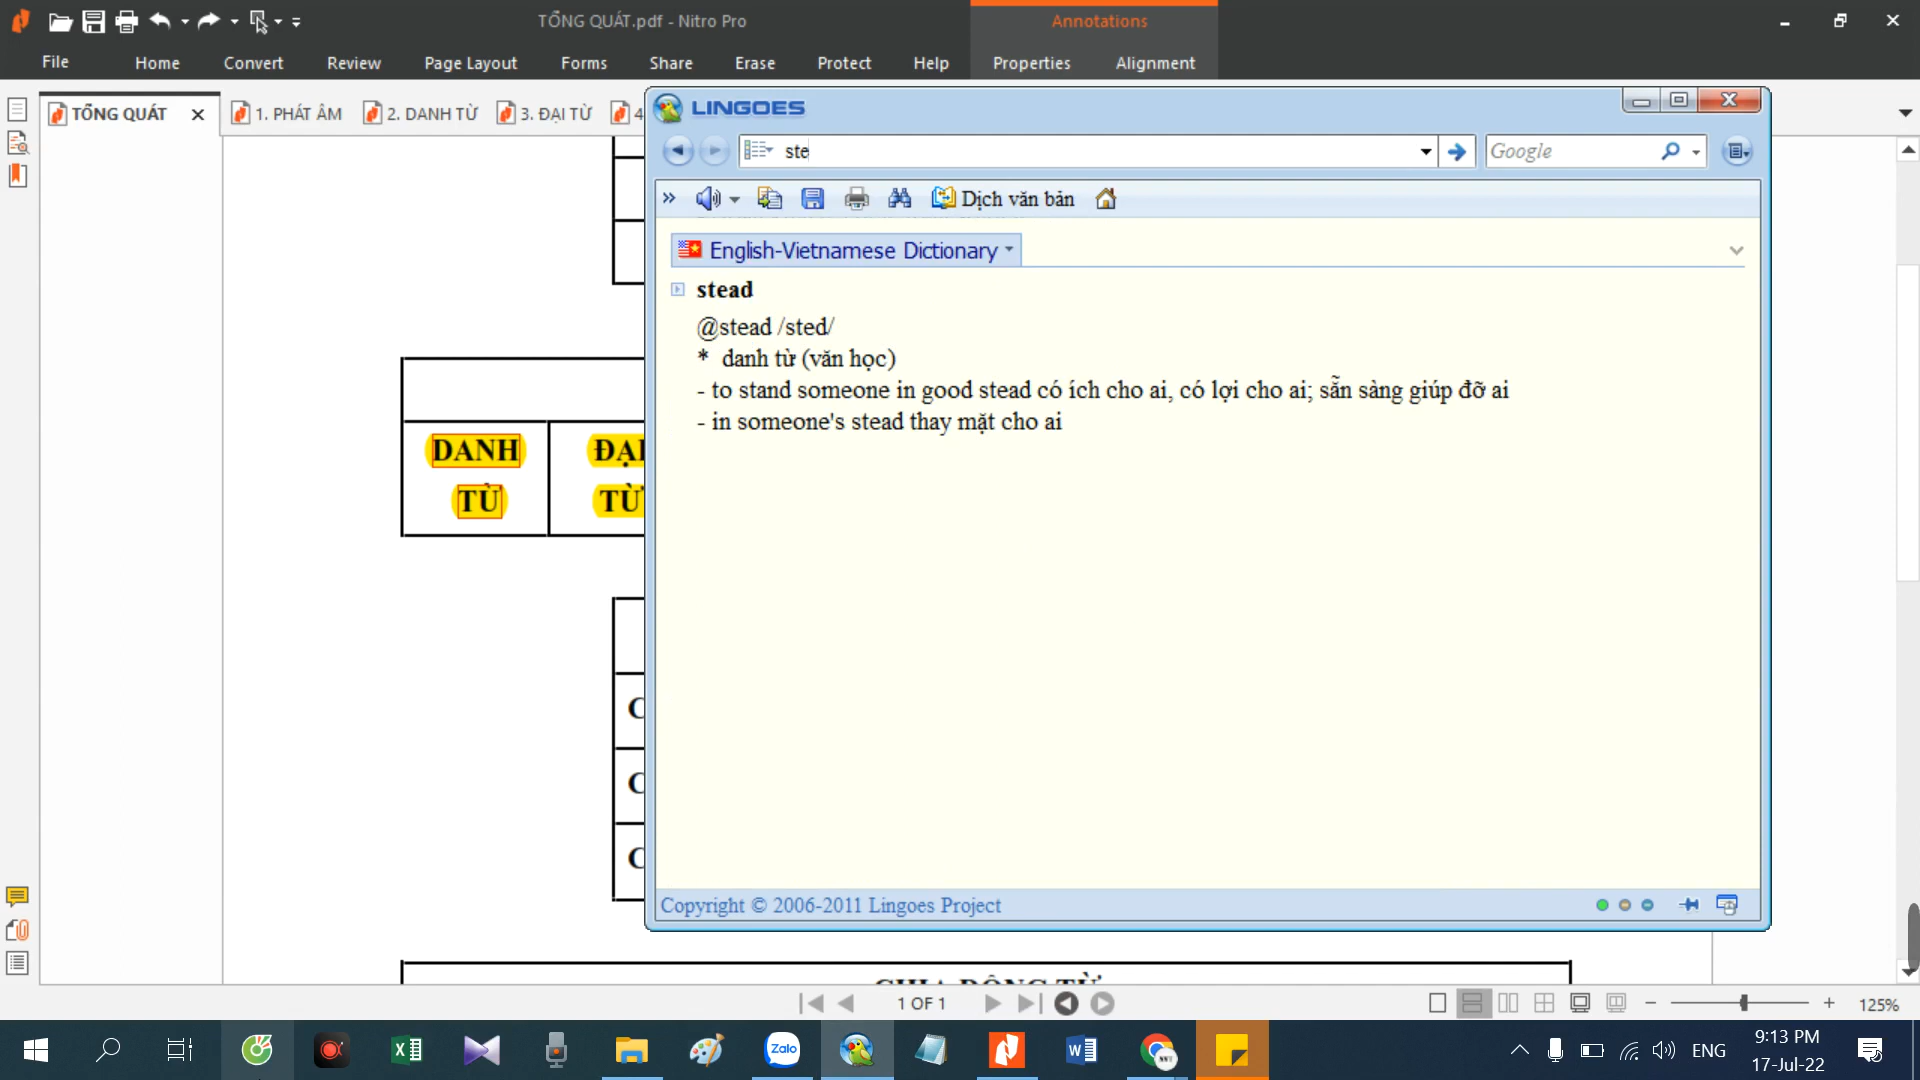 TỔNG QUÁT.pdf - Nitro Pro
Annotations
File Home Convert Review Page Layout Forms Share Erase Protect Help Properties Alignment
TỔNG QUÁT
1. PHÁT ÂM
2. DANH TỪ
3. ĐẠI TỪ
4
LINGOES
ste
Google
Dịch văn bản
English-Vietnamese Dictionary
stead
@stead /sted/
* danh từ (văn học)
- to stand someone in good stead có ích cho ai, có lợi cho ai; sẵn sàng giúp đỡ ai
- in someone's stead thay mặt cho ai
DANH
TỪ
ĐẠI
TỪ
C
C
C
Copyright © 2006-2011 Lingoes Project
1 OF 1
125%
Zalo
ENG
9:13 PM
17-Jul-22